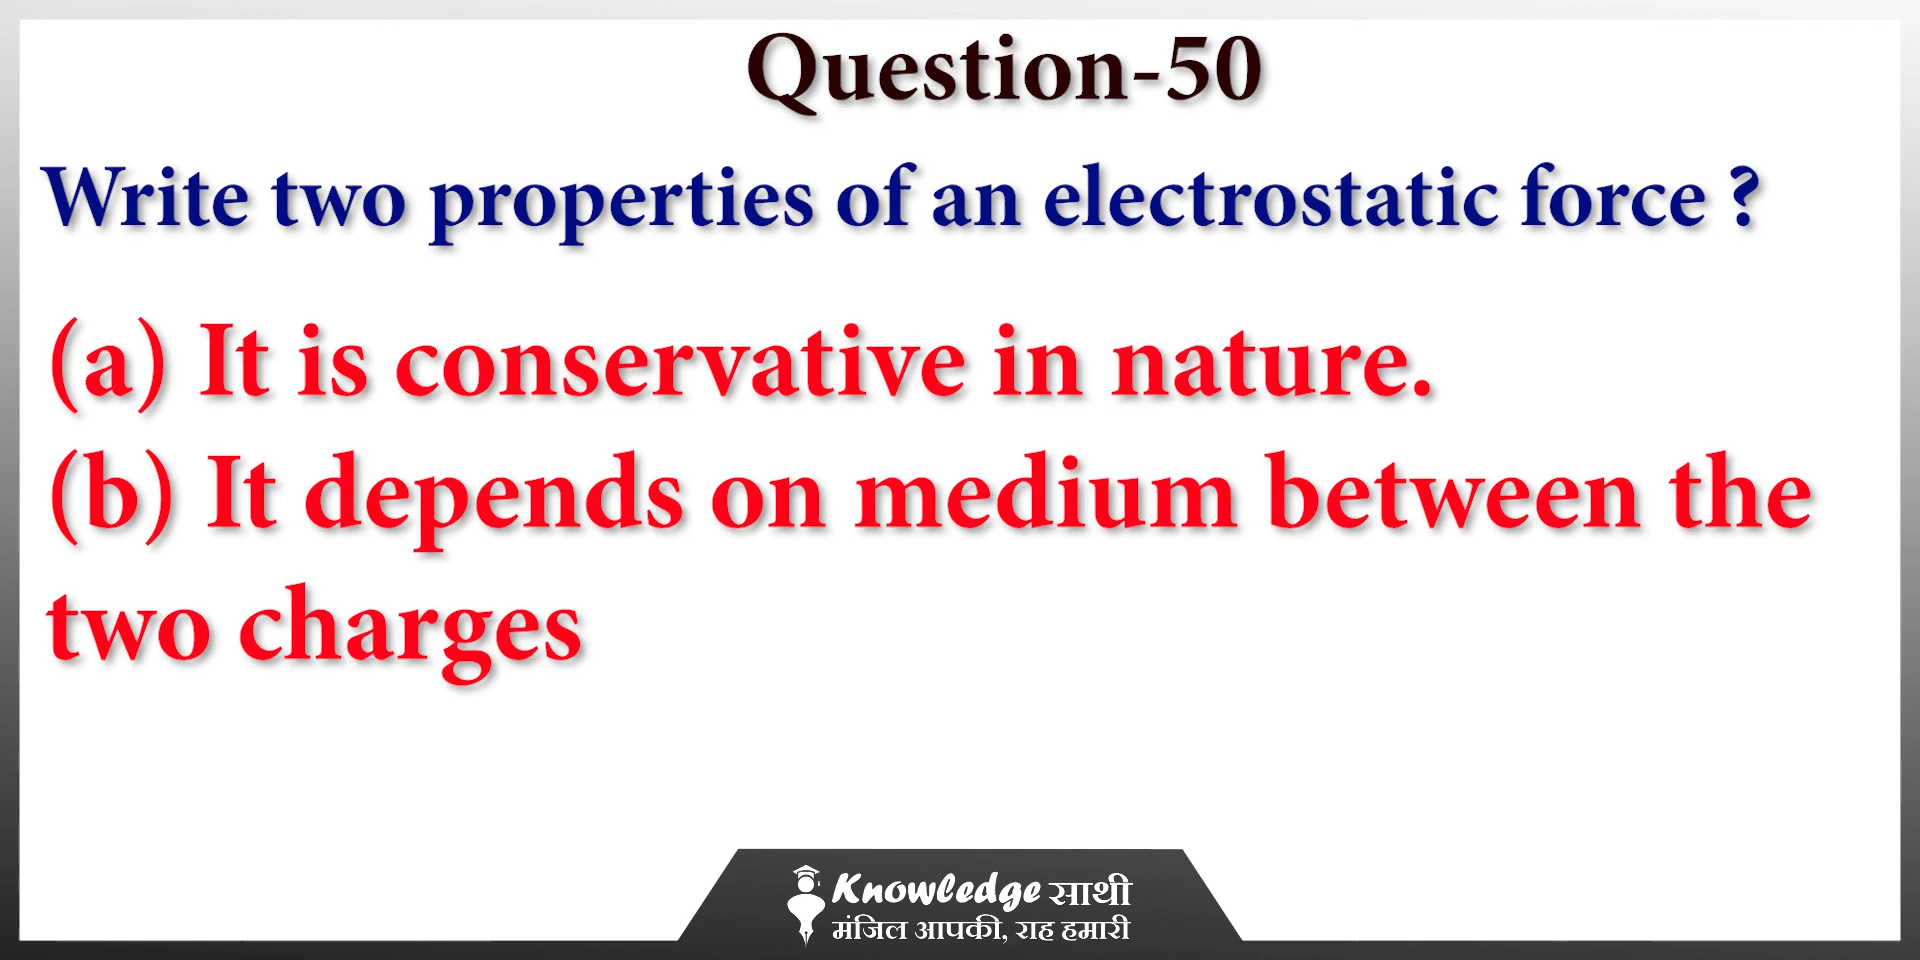 Question-50
Write two properties of an electrostatic force ?
(a) It is conservative in nature.
(b) It depends on medium between the
two charges
Knowledge साथी
मंजिल आपकी, राह हमारी